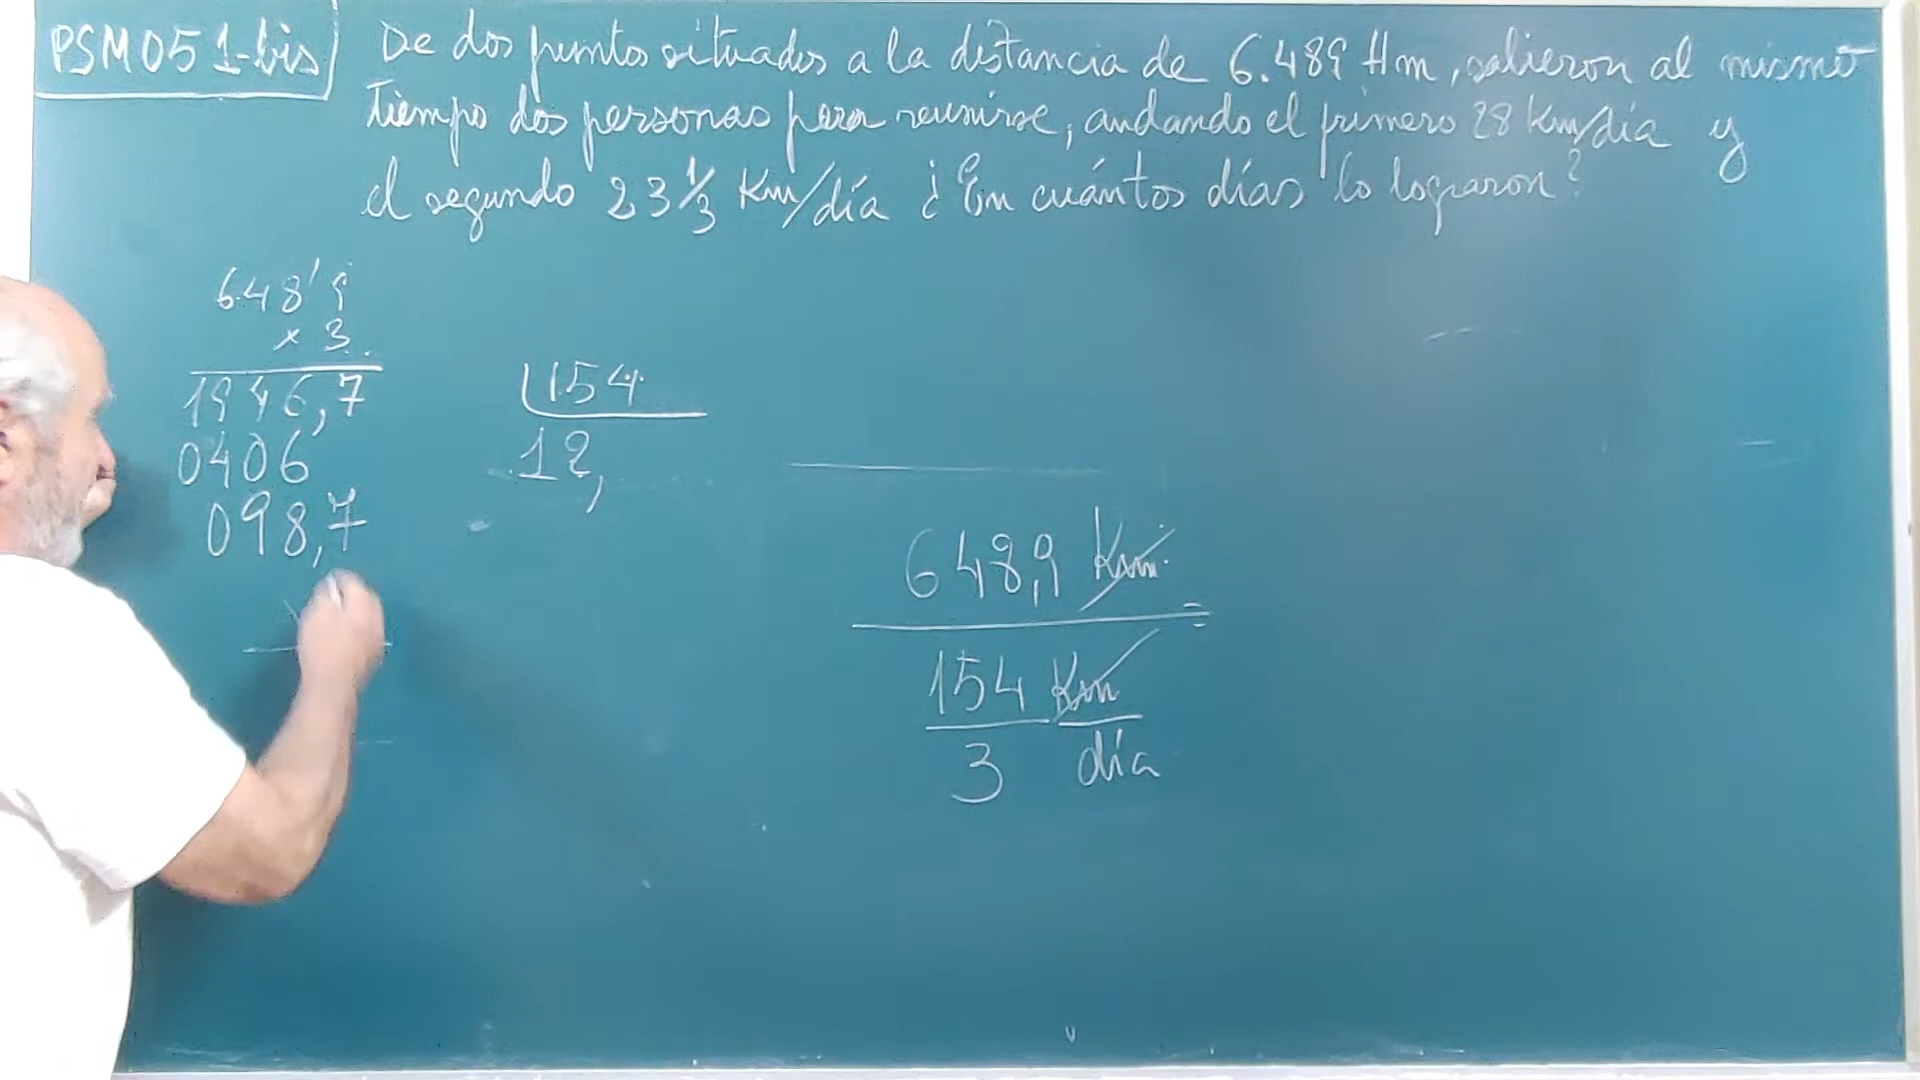 PSM051-bis
De dos puntos situados a la distancia de 6.489 Hm, salieron al mismo
tiempo dos personas para reunirse, andando el primero 28 Km/día y
el segundo 23 1/3 Km/día ¿En cuántos días lo lograron?
648'9
x 3
1946,7 154
0406 12,
098,7
648,9 Km =
154 Km
3 día